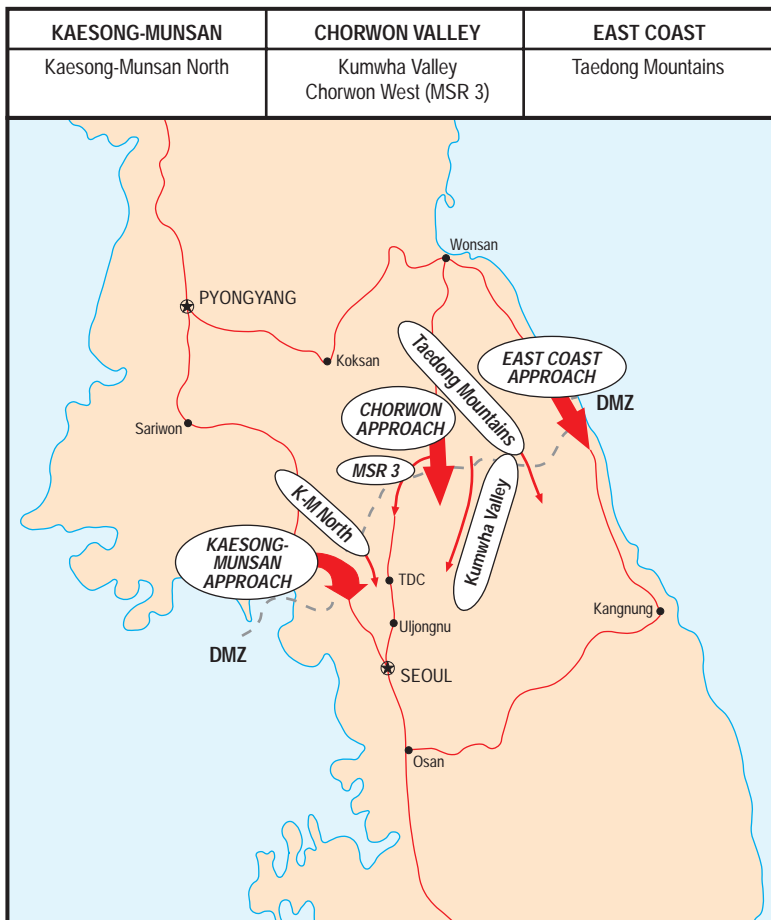 KAESONG-MUNSAN
CHORWON VALLEY
EAST COAST
Kaesong-Munsan North
Kumwha Valley
Chorwon West (MSR 3)
Taedong Mountains
Wonsan
PYONGYANG
Koksan
Taedong Mountains
EAST COAST
APPROACH
DMZ
CHORWON
APPROACH
Sariwon
MSR 3
K-M North
Kumwha Valley
KAESONG-
MUNSAN
APPROACH
TDC
Kangnung
Uljongnu
DMZ
SEOUL
Osan